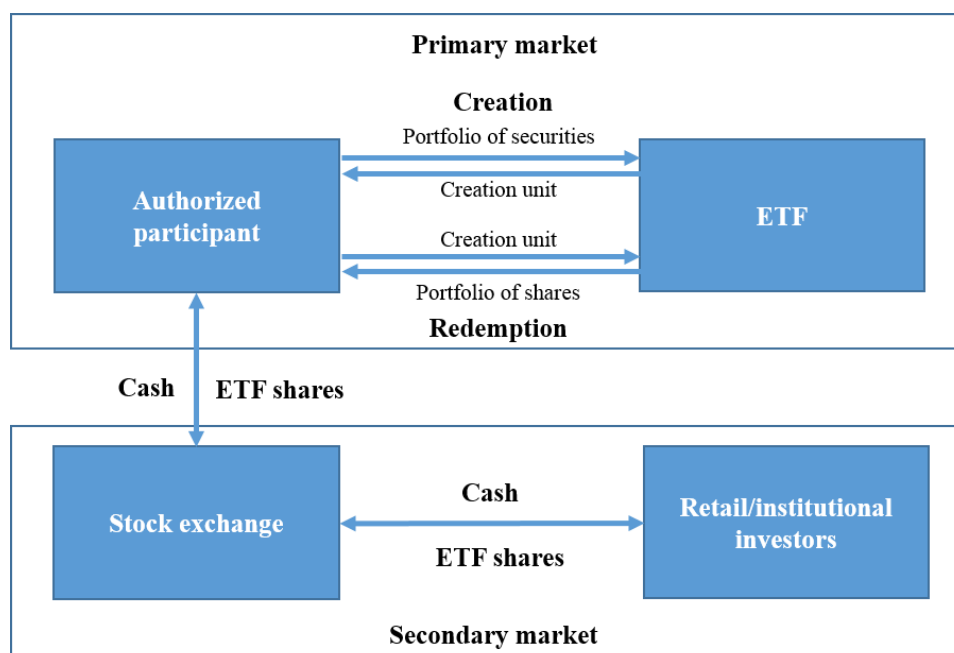 Primary market
Creation
Portfolio of securities
Creation unit
Authorized
participant
ETF
Creation unit
Portfolio of shares
Redemption
Cash
ETF shares
Stock exchange
Cash
ETF shares
Retail/institutional
investors
Secondary market